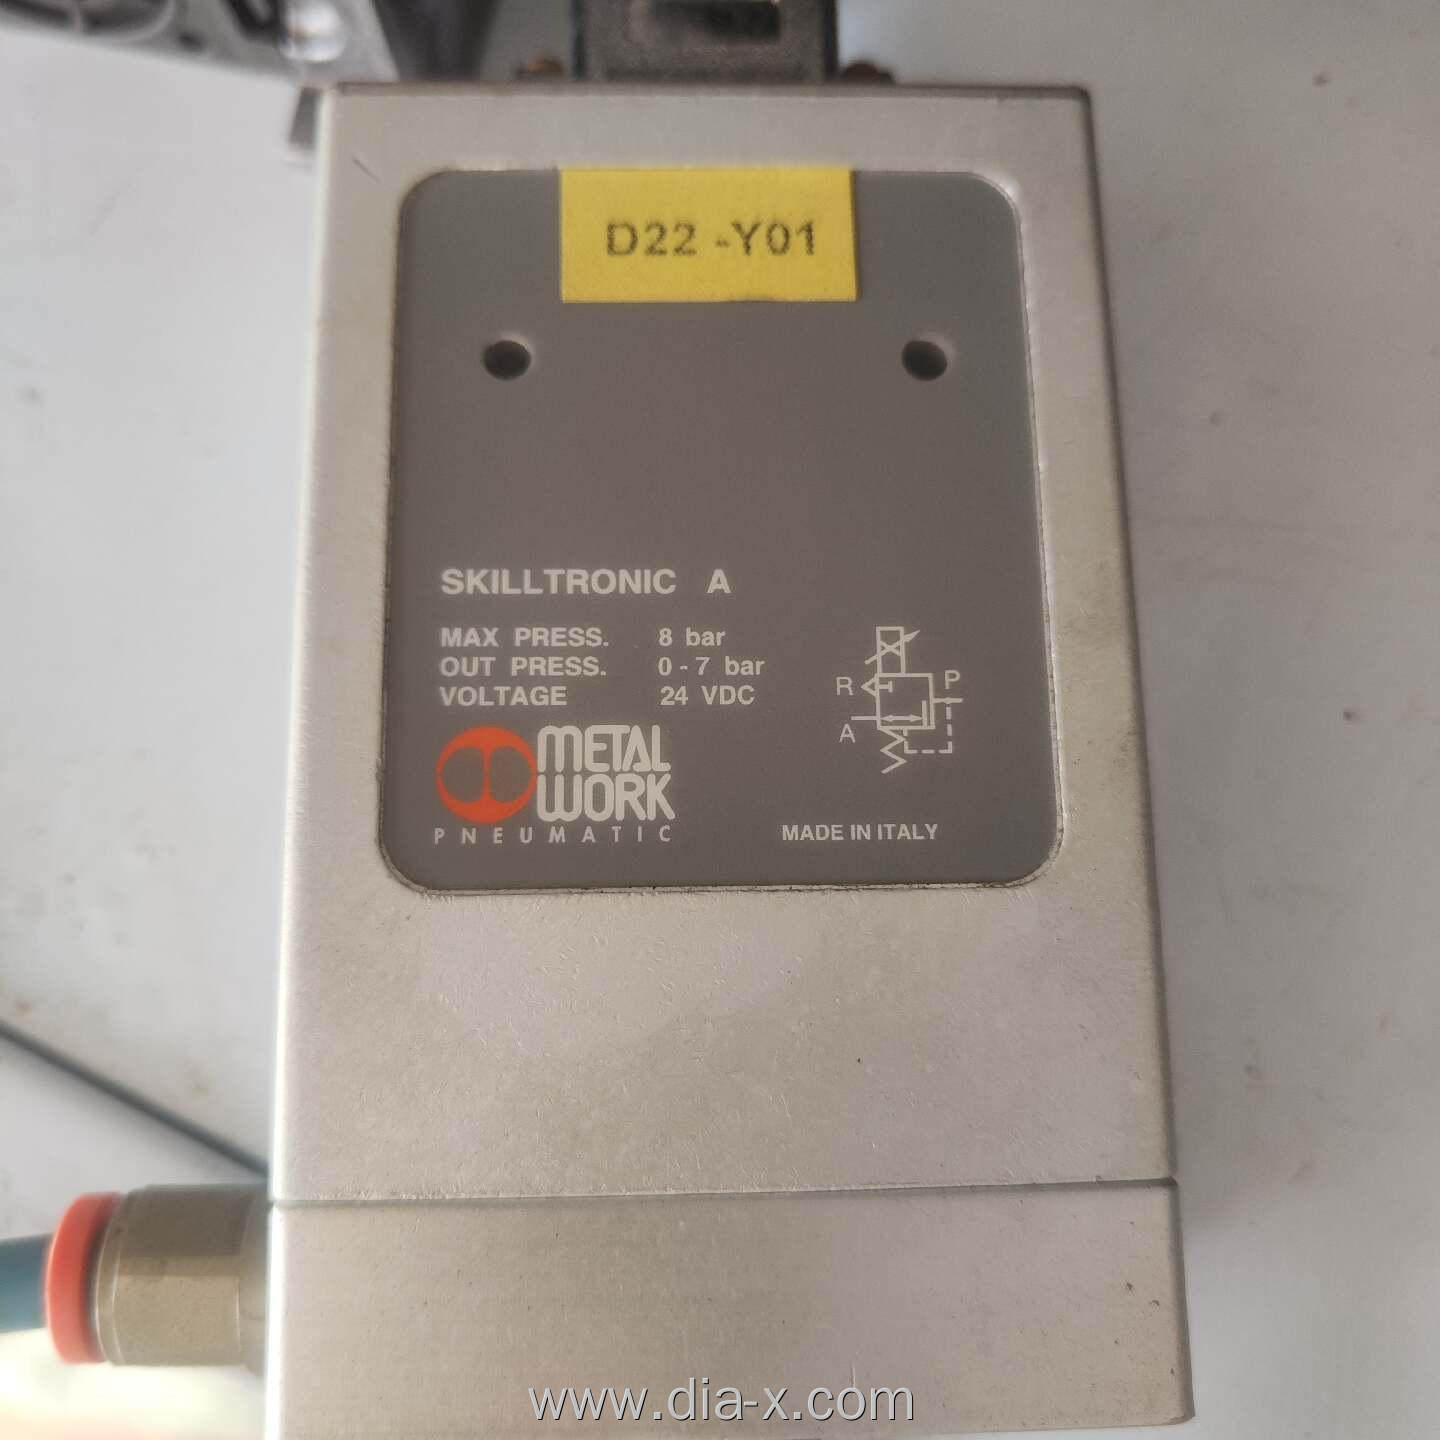 D22 -Y01
SKILLTRONIC A
MAX PRESS. 8 bar
OUT PRESS. 0 - 7 bar
VOLTAGE 24 VDC
R P
A
METAL
WORK
PNEUMATIC
MADE IN ITALY
www.dia-x.com